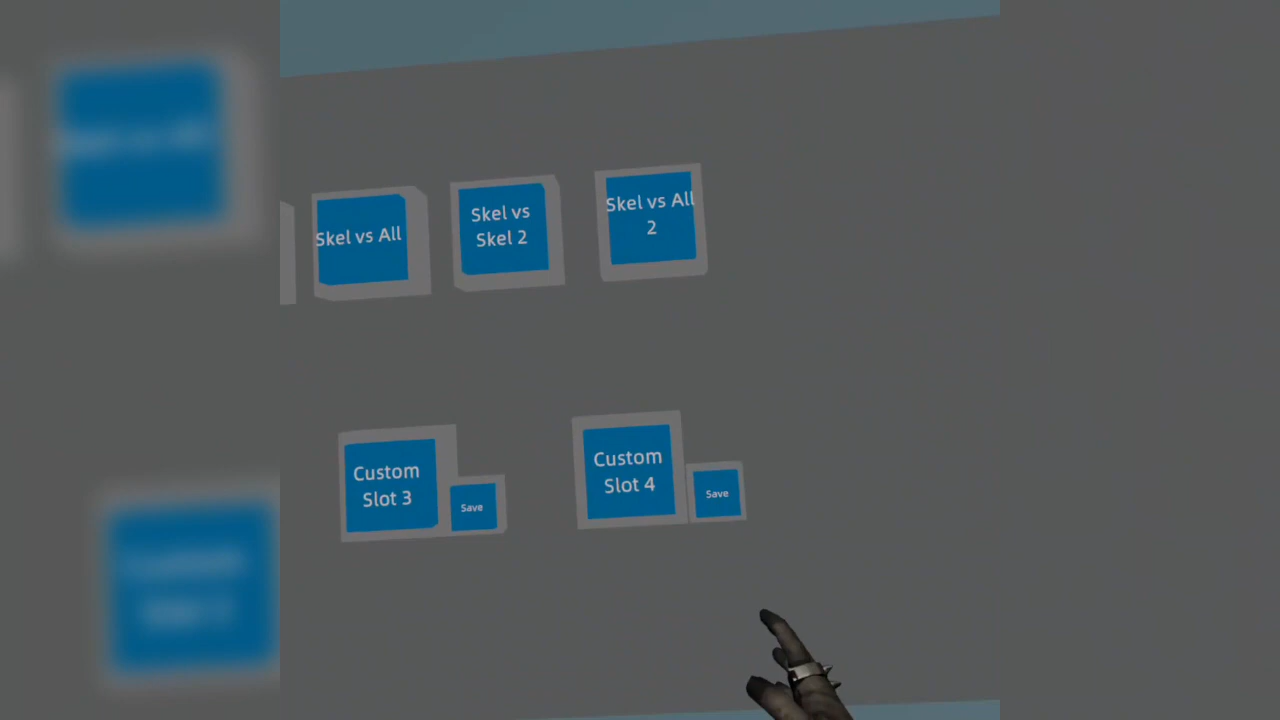 Skel vs All
Skel vs
Skel 2
Skel vs All
2
Custom
Slot 3
Save
Custom
Slot 4
Save